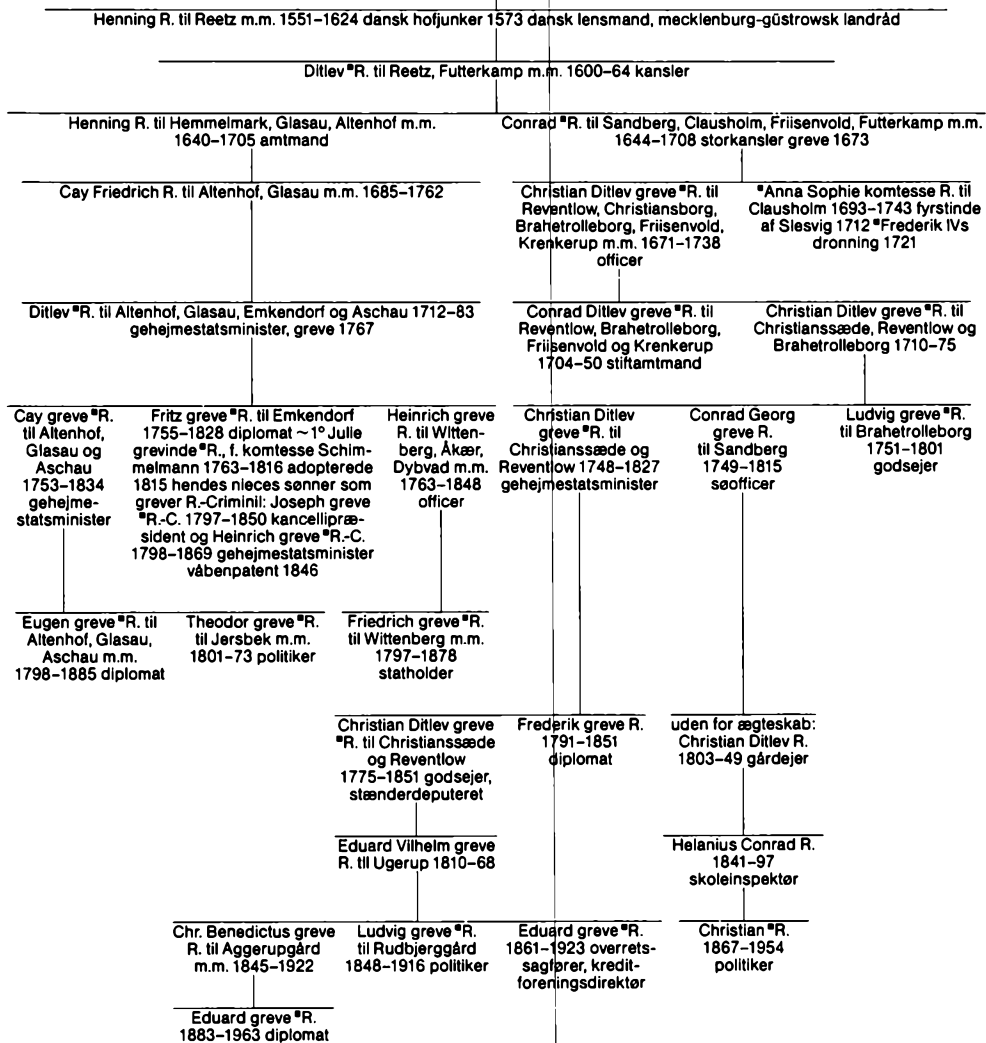 Henning R. til Reetz m.m. 1551–1624 dansk hofjunker 1573 dansk lensmand, mecklenburg-güstrowsk landråd
Ditlev *R. til Reetz, Futterkamp m.m. 1600–64 kansler
Henning R. til Hemmelmark, Glasau, Altenhof m.m.
1640–1705 amtmand
Conrad *R. til Sandberg, Clausholm, Friisenvold, Futterkamp m.m.
1644–1708 storkansler greve 1673
Cay Friedrich R. til Altenhof, Glasau m.m. 1685–1762
Christian Ditlev greve *R. til
Reventlow, Christiansborg,
Brahetrolleborg, Friisenvold,
Krenkerup m.m. 1671–1738
officer
*Anna Sophie komtesse R. til
Clausholm 1693–1743 fyrstinde
af Slesvig 1712 *Frederik IVs
dronning 1721
Ditlev *R. til Altenhof, Glasau, Emkendorf og Aschau 1712–83
gehejmestatsminister, greve 1767
Conrad Ditlev greve *R. til
Reventlow, Brahetrolleborg,
Friisenvold og Krenkerup
1704–50 stiftamtmand
Christian Ditlev greve *R. til
Christianssæde, Reventlow og
Brahetrolleborg 1710–75
Cay greve *R.
til Altenhof,
Glasau og
Aschau
1753–1834
gehejme-
statsminister
Fritz greve *R. til Emkendorf
1755–1828 diplomat ~ 1° Julie
grevinde *R., f. komtesse Schim-
melmann 1763–1816 adopterede
1815 hendes nieces sønner som
grever R.-Criminil: Joseph greve
*R.-C. 1797–1850 kancellipræ-
sident og Heinrich greve *R.-C.
1798–1869 gehejmestatsminister
våbenpatent 1846
Heinrich greve
R. til Witten-
berg, Åkær,
Dybvad m.m.
1763–1848
officer
Christian Ditlev
greve *R. til
Christianssæde og
Reventlow 1748–1827
gehejmestatsminister
Conrad Georg
greve R.
til Sandberg
1749–1815
søofficer
Ludvig greve *R.
til Brahetrolleborg
1751–1801
godsejer
Eugen greve *R. til
Altenhof, Glasau,
Aschau m.m.
1798–1885 diplomat
Theodor greve *R.
til Jersbek m.m.
1801–73 politiker
Friedrich greve *R.
til Wittenberg m.m.
1797–1878
statholder
Christian Ditlev greve
*R. til Christianssæde
og Reventlow
1775–1851 godsejer,
stænderdeputeret
Frederik greve R.
1791–1851
diplomat
uden for ægteskab:
Christian Ditlev R.
1803–49 gårdejer
Eduard Vilhelm greve
R. til Ugerup 1810–68
Helanius Conrad R.
1841–97
skoleinspektør
Chr. Benedictus greve
R. til Aggerupgård
m.m. 1845–1922
Ludvig greve *R.
til Rudbjerggård
1848–1916 politiker
Eduard greve *R.
1861–1923 overrets-
sagfører, kredit-
foreningsdirektør
Christian *R.
1867–1954
politiker
Eduard greve *R.
1883–1963 diplomat